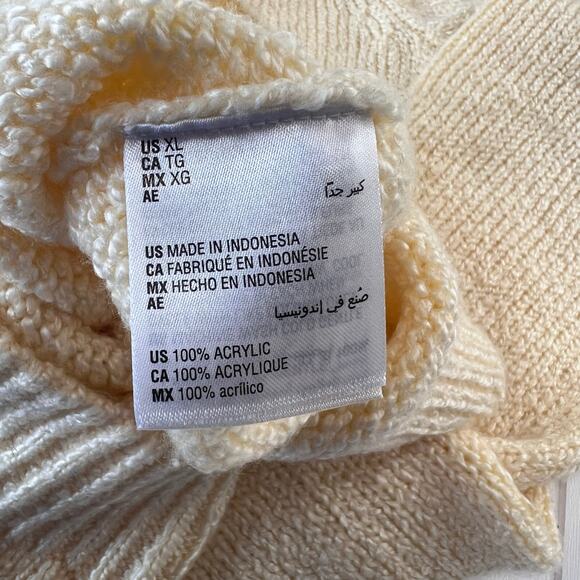 US XL
CA TG
MX XG
AE
كبير جدًا
US MADE IN INDONESIA
CA FABRIQUÉ EN INDONÉSIE
MX HECHO EN INDONESIA
AE
صُنع في إندونيسيا
US 100% ACRYLIC
CA 100% ACRYLIQUE
MX 100% acrílico